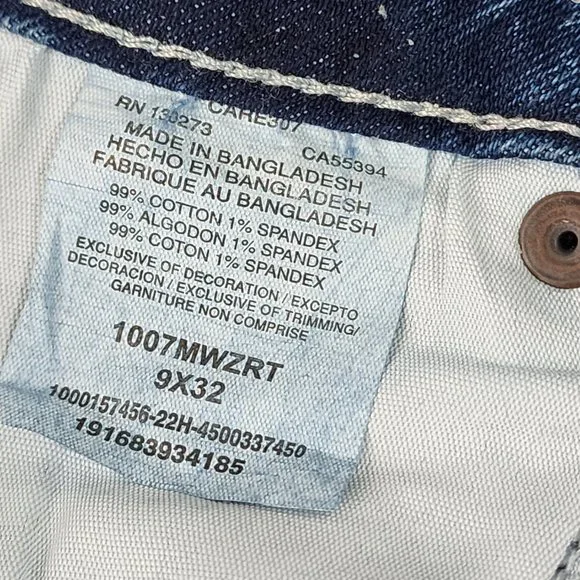 CARE307
RN 130273 CA55394
MADE IN BANGLADESH
HECHO EN BANGLADESH
FABRIQUE AU BANGLADESH
99% COTTON 1% SPANDEX
99% ALGODON 1% SPANDEX
99% COTON 1% SPANDEX
EXCLUSIVE OF DECORATION / EXCEPTO
DECORACION / EXCLUSIVE OF TRIMMING/
GARNITURE NON COMPRISE
1007MWZRT
9X32
1000157456-22H-4500337450
191683934185